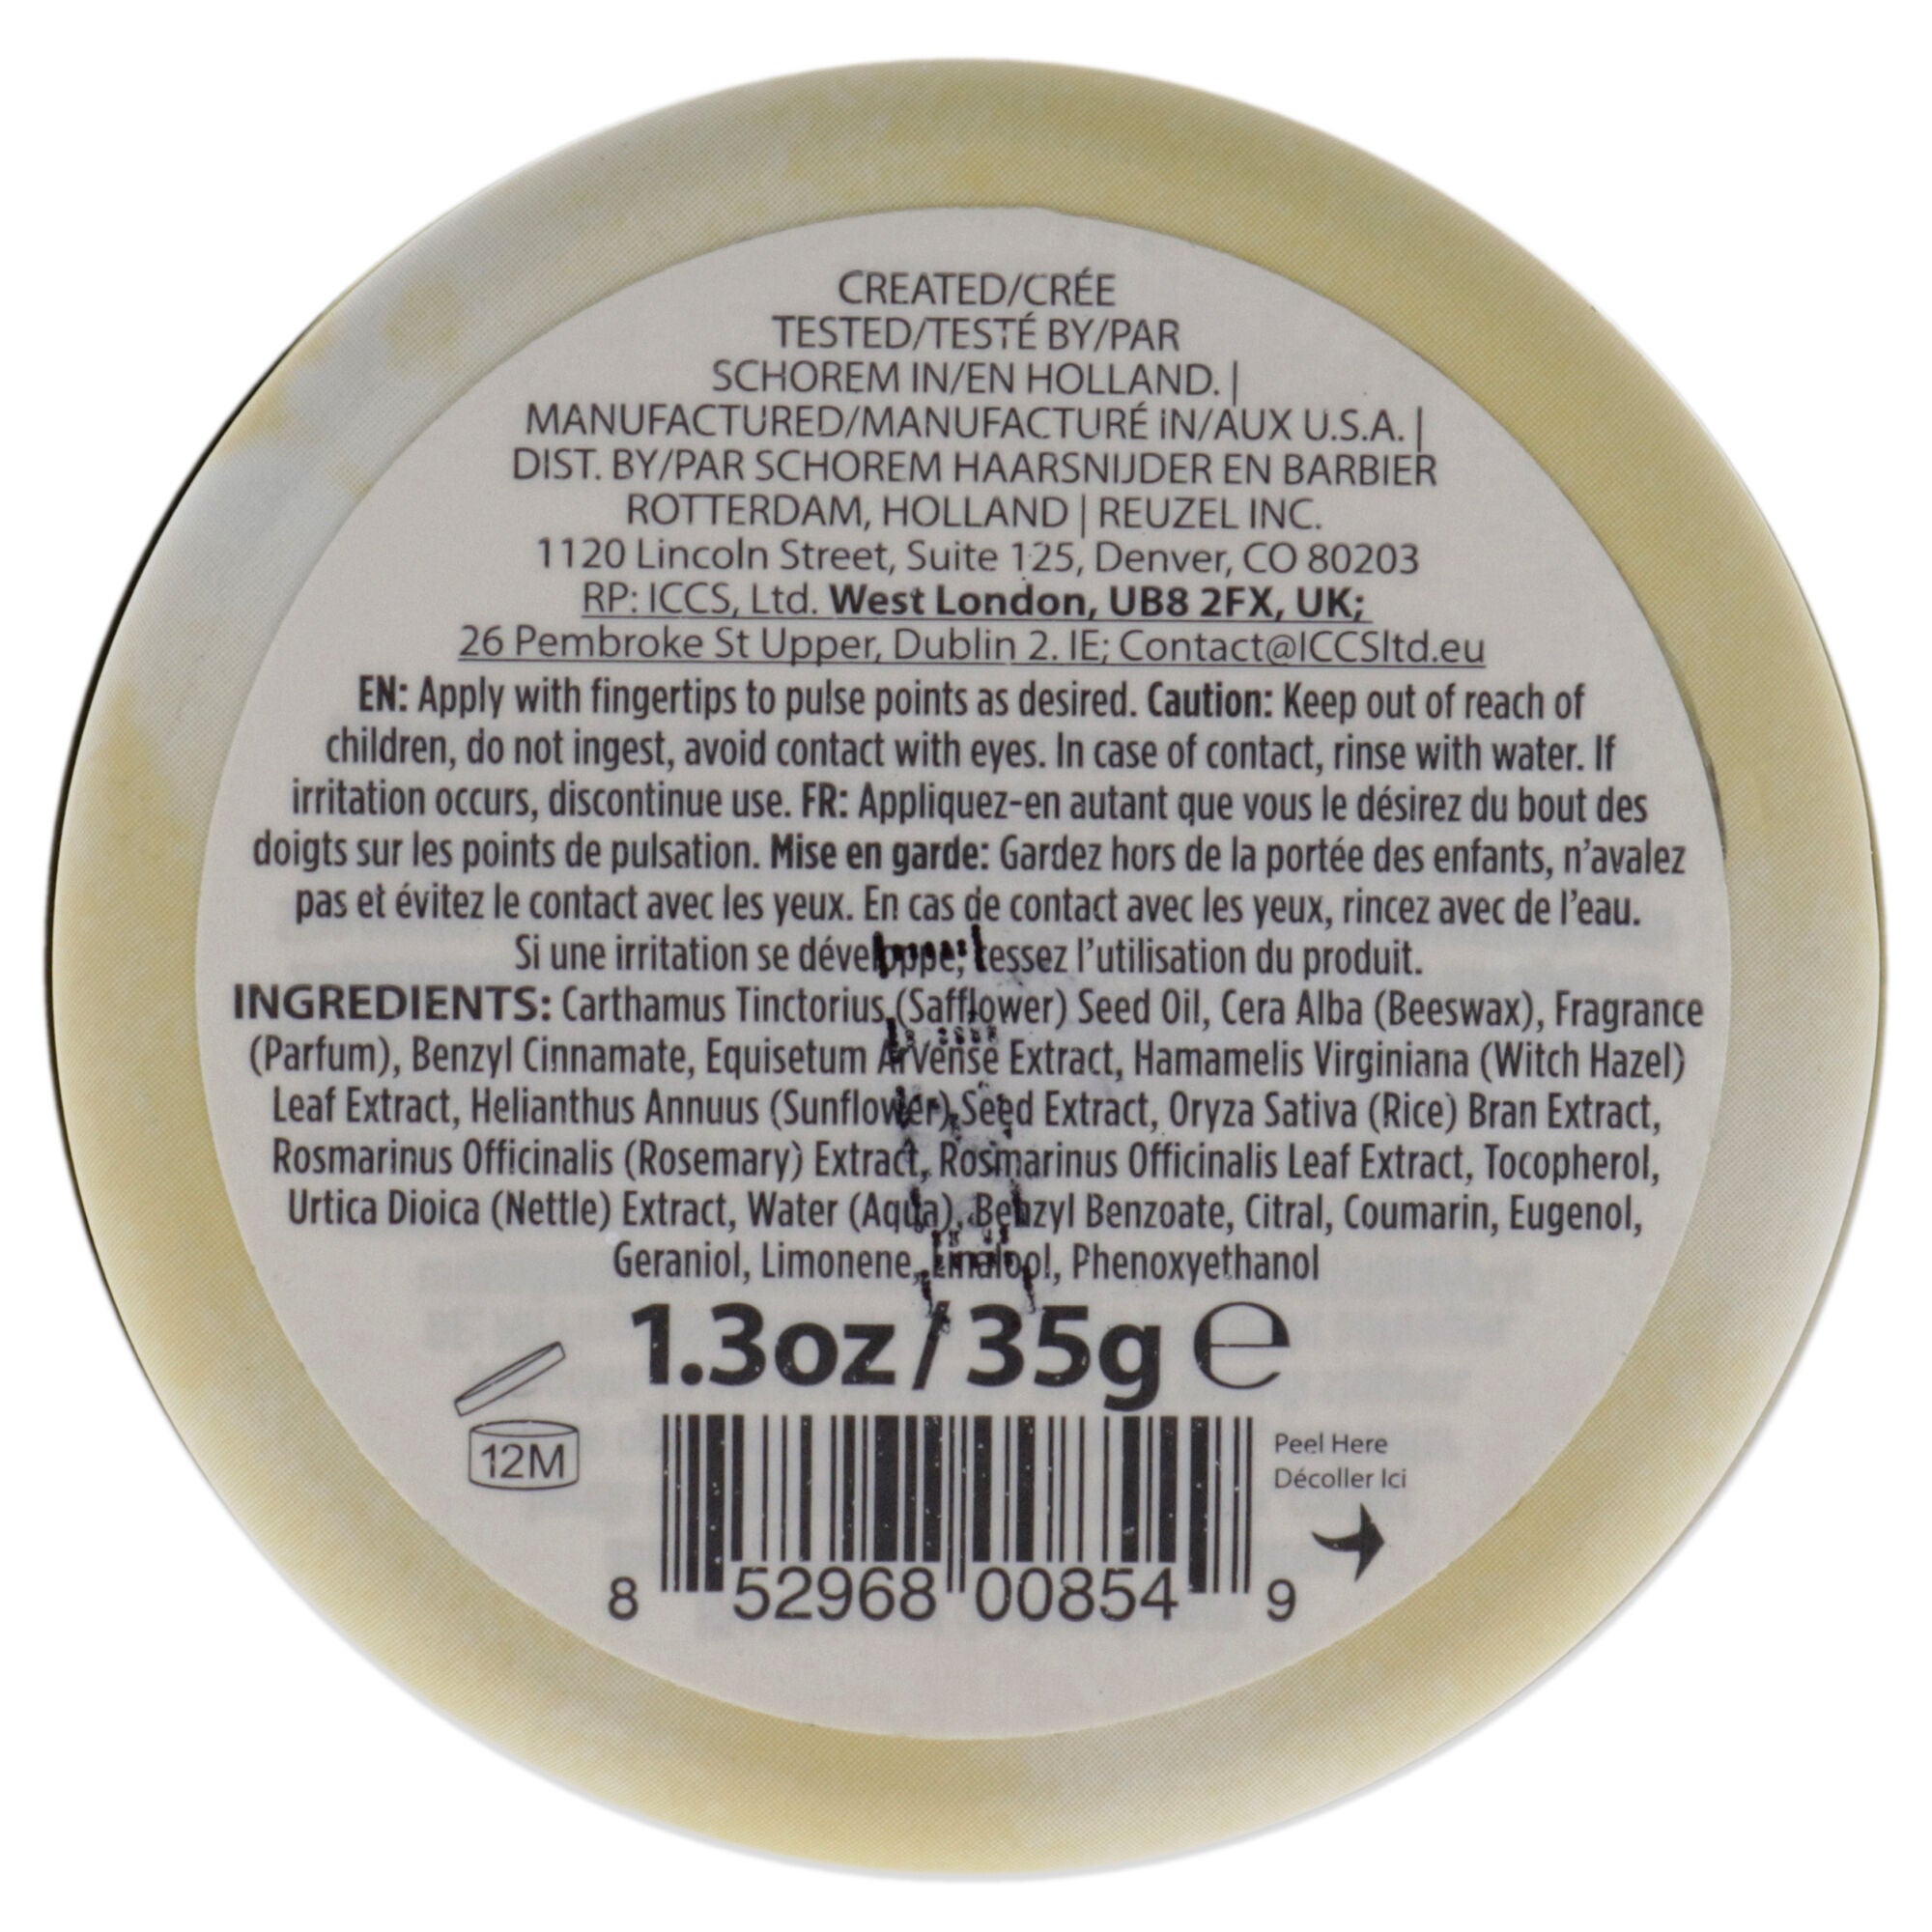 CREATED/CRÉE
TESTED/TESTÉ BY/PAR
SCHOREM IN/EN HOLLAND. |
MANUFACTURED/MANUFACTURÉ IN/AUX U.S.A. |
DIST. BY/PAR SCHOREM HAARSNIJDER EN BARBIER
ROTTERDAM, HOLLAND | REUZEL INC.
1120 Lincoln Street, Suite 125, Denver, CO 80203
RP: ICCS, Ltd. West London, UB8 2FX, UK;
26 Pembroke St Upper, Dublin 2. IE; Contact@ICCSltd.eu
EN: Apply with fingertips to pulse points as desired. Caution: Keep out of reach of
children, do not ingest, avoid contact with eyes. In case of contact, rinse with water. If
irritation occurs, discontinue use. FR: Appliquez-en autant que vous le désirez du bout des
doigts sur les points de pulsation. Mise en garde: Gardez hors de la portée des enfants, n'avalez
pas et évitez le contact avec les yeux. En cas de contact avec les yeux, rincez avec de l'eau.
Si une irritation se développe, cessez l'utilisation du produit.
INGREDIENTS: Carthamus Tinctorius (Safflower) Seed Oil, Cera Alba (Beeswax), Fragrance
(Parfum), Benzyl Cinnamate, Equisetum Arvense Extract, Hamamelis Virginiana (Witch Hazel)
Leaf Extract, Helianthus Annuus (Sunflower) Seed Extract, Oryza Sativa (Rice) Bran Extract,
Rosmarinus Officinalis (Rosemary) Extract, Rosmarinus Officinalis Leaf Extract, Tocopherol,
Urtica Dioica (Nettle) Extract, Water (Aqua), Benzyl Benzoate, Citral, Coumarin, Eugenol,
Geraniol, Limonene, Linalool, Phenoxyethanol
1.3oz / 35g ℮
12M
Peel Here
Décoller Ici
8 52968 00854 9